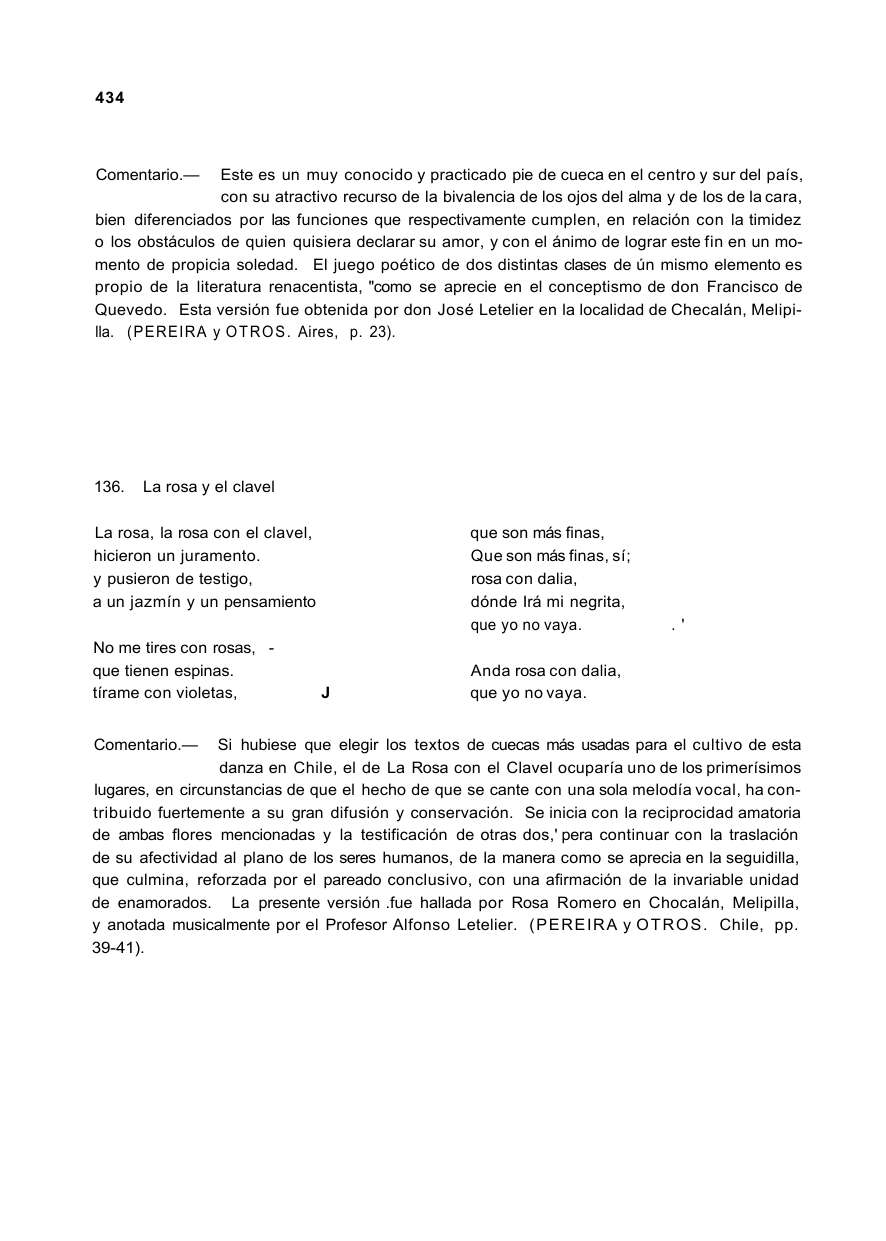 434
Comentario.— Este es un muy conocido y practicado pie de cueca en el centro y sur del país,
con su atractivo recurso de la bivalencia de los ojos del alma y de los de la cara,
bien diferenciados por las funciones que respectivamente cumplen, en relación con la timidez
o los obstáculos de quien quisiera declarar su amor, y con el ánimo de lograr este fin en un mo-
mento de propicia soledad. El juego poético de dos distintas clases de ún mismo elemento es
propio de la literatura renacentista, "como se aprecie en el conceptismo de don Francisco de
Quevedo. Esta versión fue obtenida por don José Letelier en la localidad de Checalán, Melipi-
lla. (PEREIRA y OTROS. Aires, p. 23).
136. La rosa y el clavel
La rosa, la rosa con el clavel,
hicieron un juramento.
y pusieron de testigo,
a un jazmín y un pensamiento
No me tires con rosas, -
que tienen espinas.
tírame con violetas, J
que son más finas,
Que son más finas, sí;
rosa con dalia,
dónde Irá mi negrita,
que yo no vaya. . '
Anda rosa con dalia,
que yo no vaya.
Comentario.— Si hubiese que elegir los textos de cuecas más usadas para el cultivo de esta
danza en Chile, el de La Rosa con el Clavel ocuparía uno de los primerísimos
lugares, en circunstancias de que el hecho de que se cante con una sola melodía vocal, ha con-
tribuido fuertemente a su gran difusión y conservación. Se inicia con la reciprocidad amatoria
de ambas flores mencionadas y la testificación de otras dos,' pera continuar con la traslación
de su afectividad al plano de los seres humanos, de la manera como se aprecia en la seguidilla,
que culmina, reforzada por el pareado conclusivo, con una afirmación de la invariable unidad
de enamorados. La presente versión .fue hallada por Rosa Romero en Chocalán, Melipilla,
y anotada musicalmente por el Profesor Alfonso Letelier. (PEREIRA y OTROS. Chile, pp.
39-41).